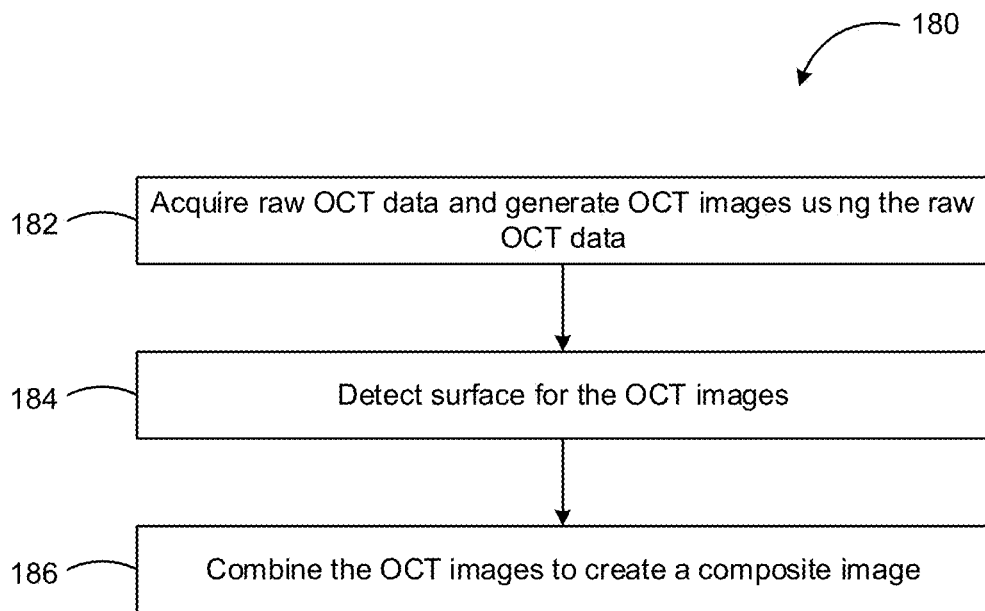 180
182
Acquire raw OCT data and generate OCT images us ng the raw
OCT data
184
Detect surface for the OCT images
186
Combine the OCT images to create a composite image